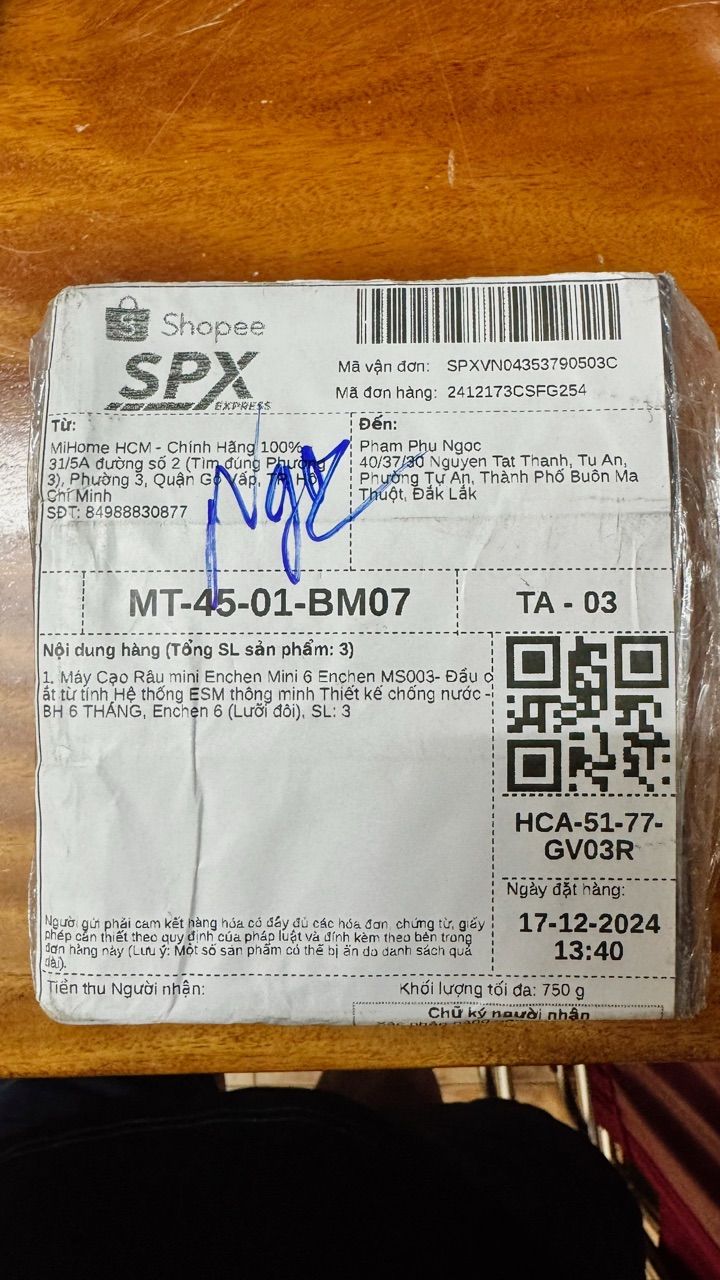 Shopee
SPX
EXPRESS
Mã vận đơn: SPXVN04353790503C
Mã đơn hàng: 2412173CSFG254
Từ:
MiHome HCM - Chính Hãng 100%
31/5A đường số 2 (Tìm đúng Phường
3), Phường 3, Quận Gò Vấp, TP. Hồ
Chí Minh
SĐT: 84988830877
Đến:
Phạm Phu Ngoc
40/37/30 Nguyen Tat Thanh, Tu An,
Phường Tự An, Thành Phố Buôn Ma
Thuột, Đắk Lắk
Ngọc
MT-45-01-BM07
TA - 03
Nội dung hàng (Tổng SL sản phẩm: 3)
1. Máy Cạo Râu mini Enchen Mini 6 Enchen MS003- Đầu c
ắt từ tính Hệ thống ESM thông minh Thiết kế chống nước -
BH 6 THÁNG, Enchen 6 (Lưỡi đôi), SL: 3
HCA-51-77-
GV03R
Ngày đặt hàng:
17-12-2024
13:40
Người gửi phải cam kết hàng hóa có đầy đủ các hóa đơn, chứng từ, giấy
phép cần thiết theo quy định của pháp luật và đính kèm theo bên trong
đơn hàng này (Lưu ý: Một số sản phẩm có thể bị ẩn do danh sách quá
dài).
Tiền thu Người nhận:
Khối lượng tối đa: 750 g
Chữ ký người nhận